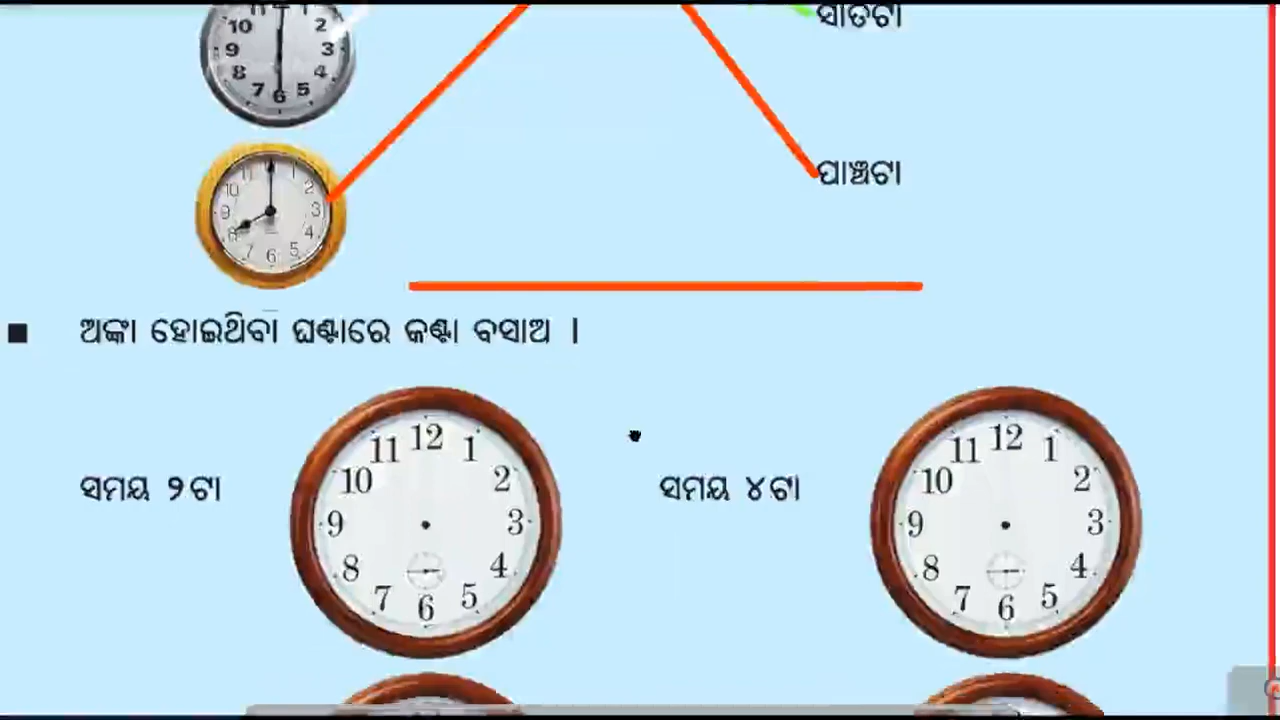 ସାତଟା
ପାଞ୍ଚଟା
ଅଙ୍କା ହୋଇଥିବା ଘଣ୍ଟାରେ କଣ୍ଟା ବସାଅ ।
ସମୟ ୨ଟା
ସମୟ ୪ଟା